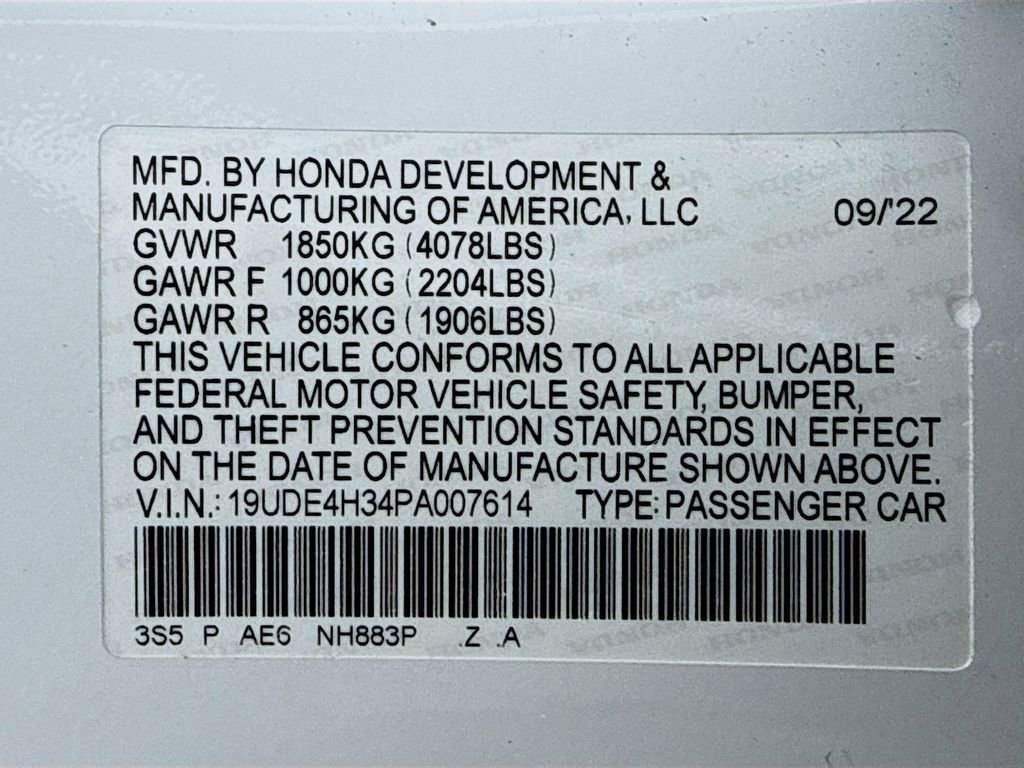 MFD. BY HONDA DEVELOPMENT &
MANUFACTURING OF AMERICA, LLC 09/'22
GVWR 1850KG (4078LBS)
GAWR F 1000KG (2204LBS)
GAWR R 865KG (1906LBS)
THIS VEHICLE CONFORMS TO ALL APPLICABLE
FEDERAL MOTOR VEHICLE SAFETY, BUMPER,
AND THEFT PREVENTION STANDARDS IN EFFECT
ON THE DATE OF MANUFACTURE SHOWN ABOVE.
V.I.N.: 19UDE4H34PA007614 TYPE: PASSENGER CAR
3S5 P AE6 NH883P .Z .A